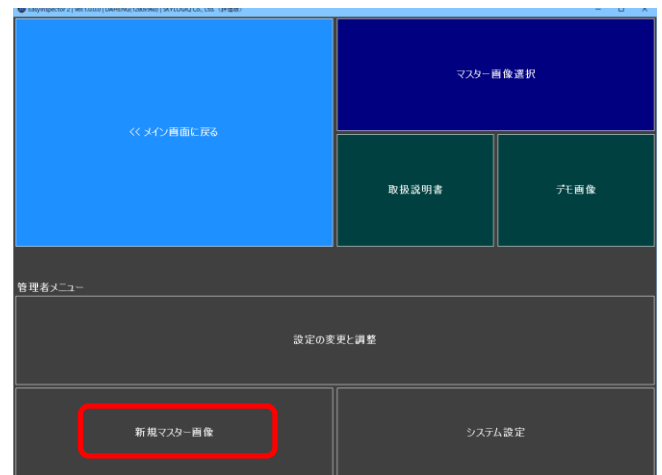 << メイン画面に戻る
マスター画像選択
取扱説明書
デモ画像
管理者メニュー
設定の変更と調整
新規マスター画像
システム設定